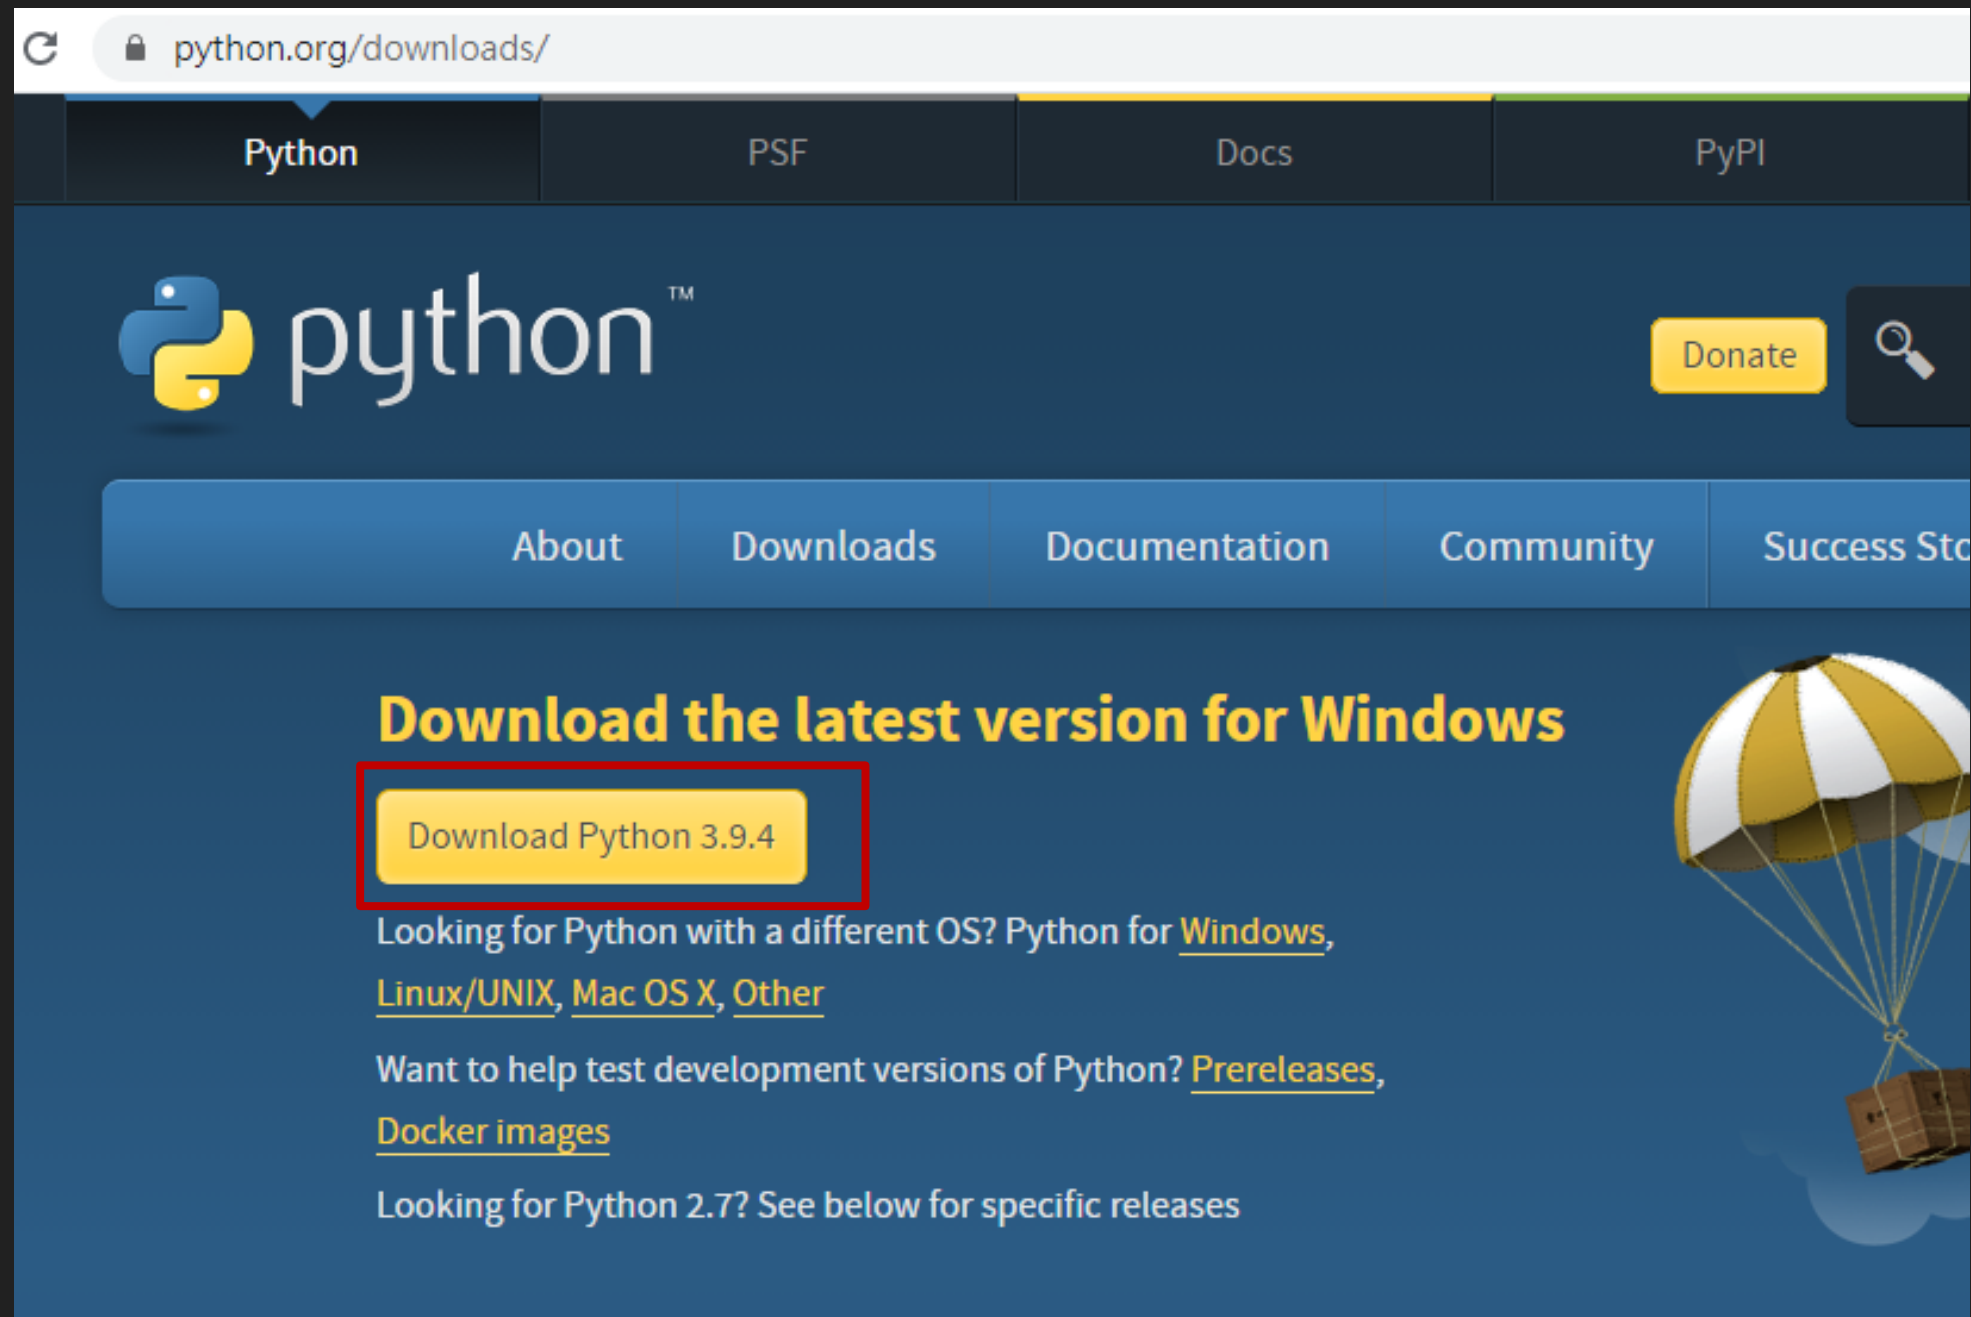 python.org/downloads/
Python PSF Docs PyPI
python™
Donate
About Downloads Documentation Community Success Sto
Download the latest version for Windows
Download Python 3.9.4
Looking for Python with a different OS? Python for Windows,
Linux/UNIX, Mac OS X, Other
Want to help test development versions of Python? Prereleases,
Docker images
Looking for Python 2.7? See below for specific releases